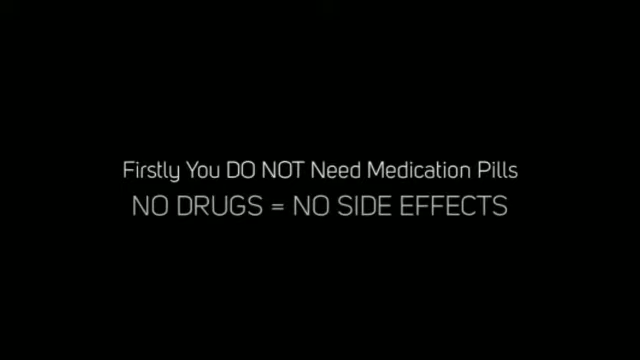 Firstly You DO NOT Need Medication Pills
NO DRUGS = NO SIDE EFFECTS